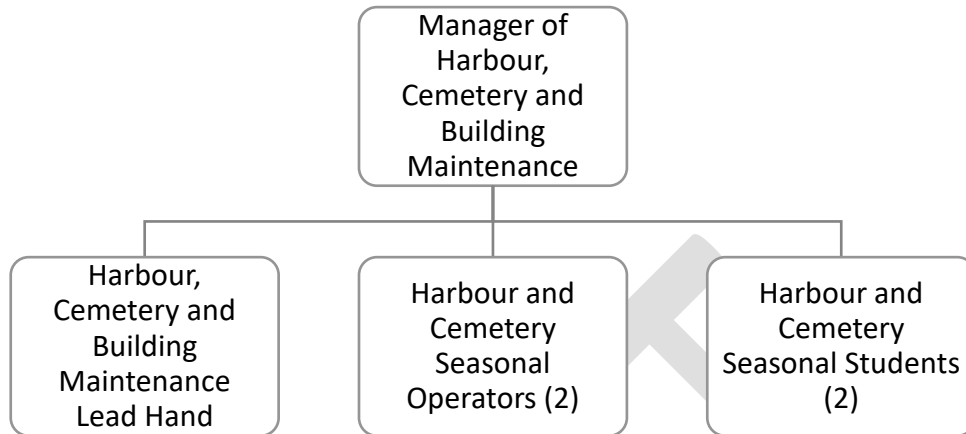 Manager of
Harbour,
Cemetery and
Building
Maintenance
Harbour,
Cemetery and
Building
Maintenance
Lead Hand
Harbour and
Cemetery
Seasonal
Operators (2)
Harbour and
Cemetery
Seasonal Students
(2)